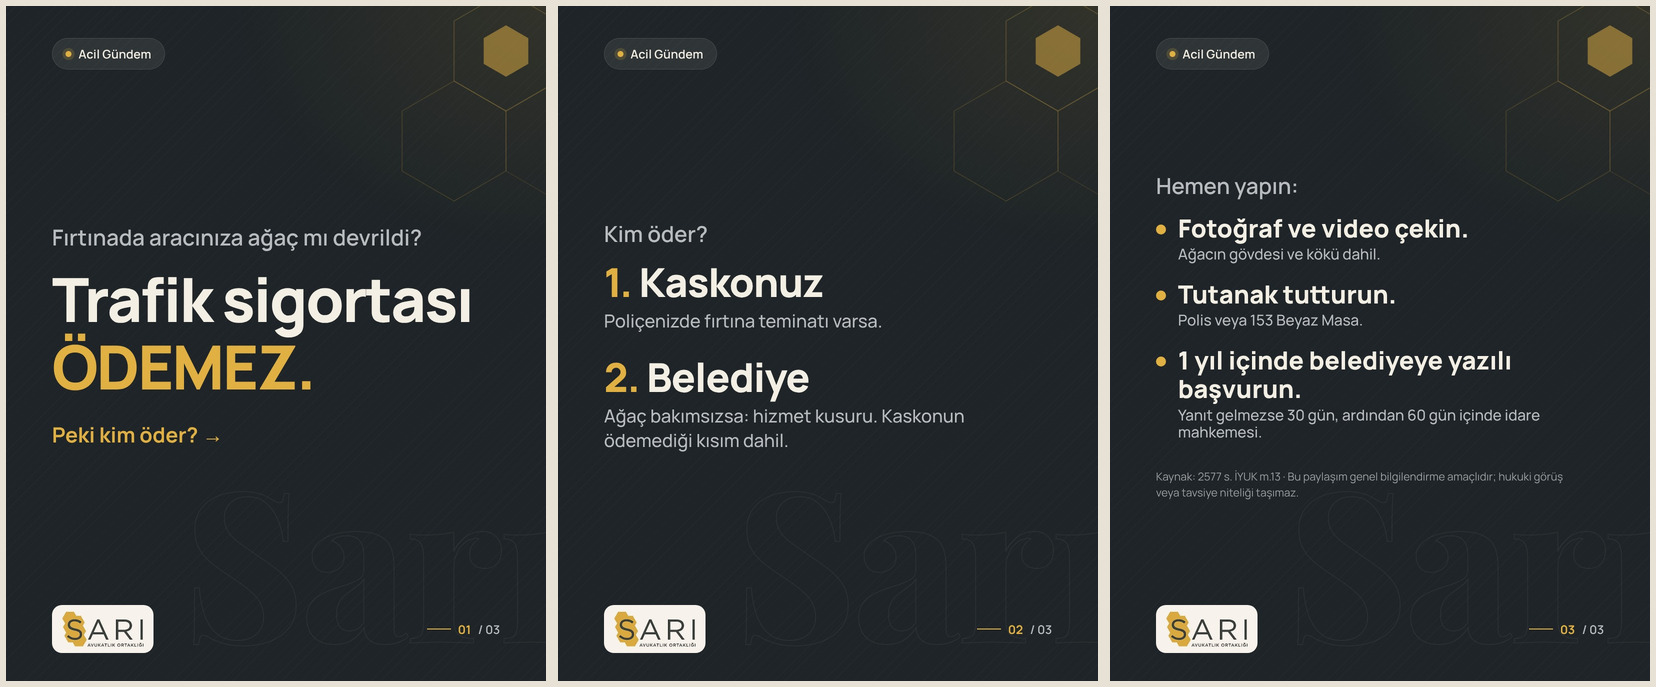 Acil Gündem
Fırtınada aracınıza ağaç mı devrildi?
Trafik sigortası
ÖDEMEZ.
Peki kim öder? →
Sarı
SARI
AVUKATLIK ORTAKLIĞI
01 / 03
Acil Gündem
Kim öder?
1. Kaskonuz
Poliçenizde fırtına teminatı varsa.
2. Belediye
Ağaç bakımsızsa: hizmet kusuru. Kaskonun
ödemediği kısım dahil.
Sarı
SARI
AVUKATLIK ORTAKLIĞI
02 / 03
Acil Gündem
Hemen yapın:
Fotoğraf ve video çekin.
Ağacın gövdesi ve kökü dahil.
Tutanak tutturun.
Polis veya 153 Beyaz Masa.
1 yıl içinde belediyeye yazılı
başvurun.
Yanıt gelmezse 30 gün, ardından 60 gün içinde idare
mahkemesi.
Kaynak: 2577 s. İYUK m.13 · Bu paylaşım genel bilgilendirme amaçlıdır; hukuki görüş
veya tavsiye niteliği taşımaz.
Sarı
SARI
AVUKATLIK ORTAKLIĞI
03 / 03